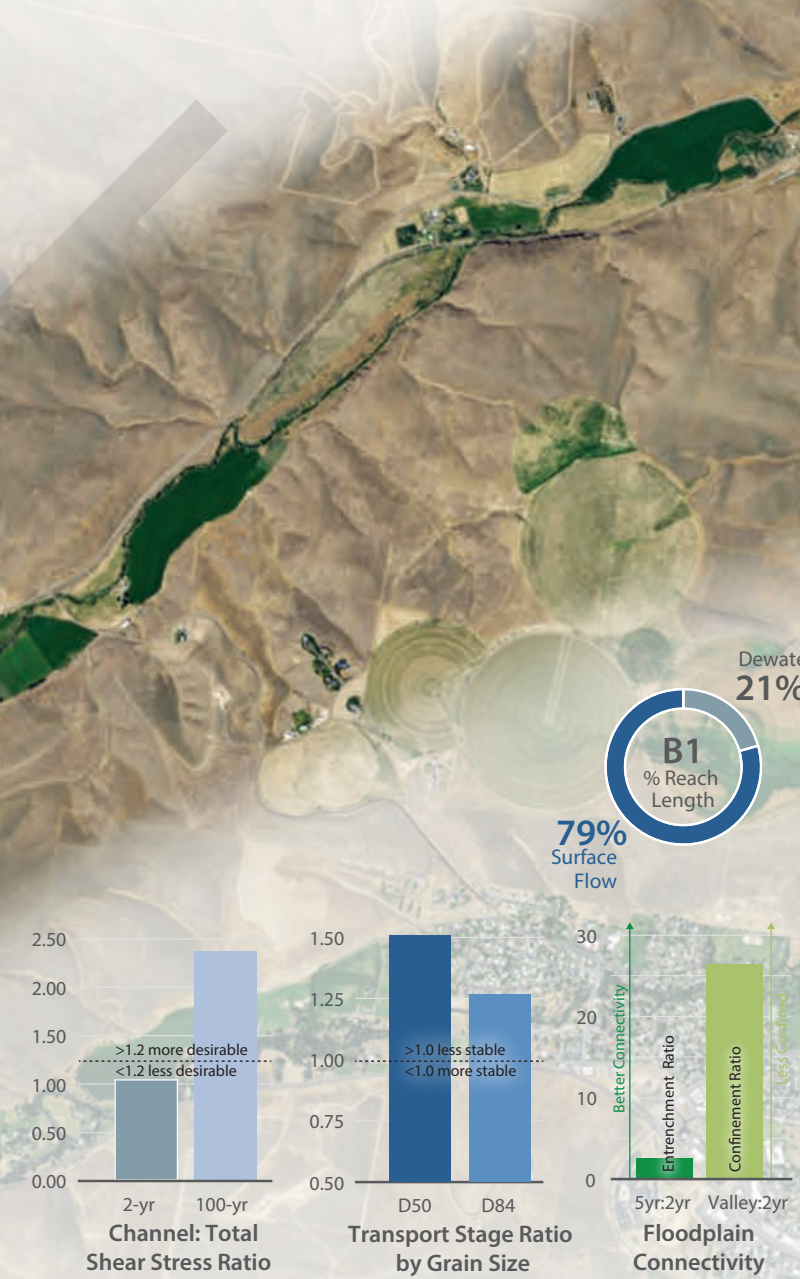 Dewate
21%
B1
% Reach
Length
79%
Surface
Flow
2.50
2.00
1.50
1.00
0.50
0.00
>1.2 more desirable
<1.2 less desirable
2-yr 100-yr
Channel: Total
Shear Stress Ratio
1.50
1.25
1.00
0.75
0.50
>1.0 less stable
<1.0 more stable
D50 D84
Transport Stage Ratio
by Grain Size
30
20
10
0
Better Connectivity
Entrenchment Ratio
Confinement Ratio
Less Confined
5yr:2yr Valley:2yr
Floodplain
Connectivity